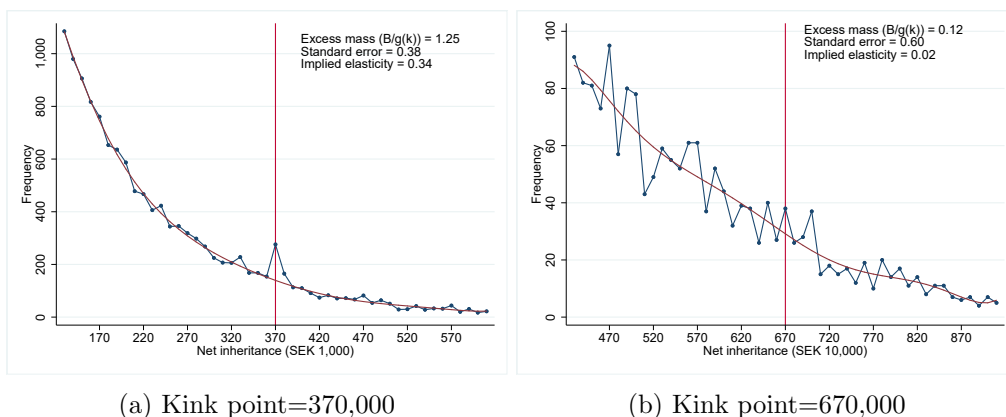 Excess mass (B/g(k)) = 1.25
Standard error = 0.38
Implied elasticity = 0.34
Frequency
0
200
400
600
800
1,000
170
220
270
320
370
420
470
520
570
Net inheritance (SEK 1,000)
(a) Kink point=370,000
Excess mass (B/g(k)) = 0.12
Standard error = 0.60
Implied elasticity = 0.02
Frequency
0
20
40
60
80
100
470
520
570
620
670
720
770
820
870
Net inheritance (SEK 10,000)
(b) Kink point=670,000